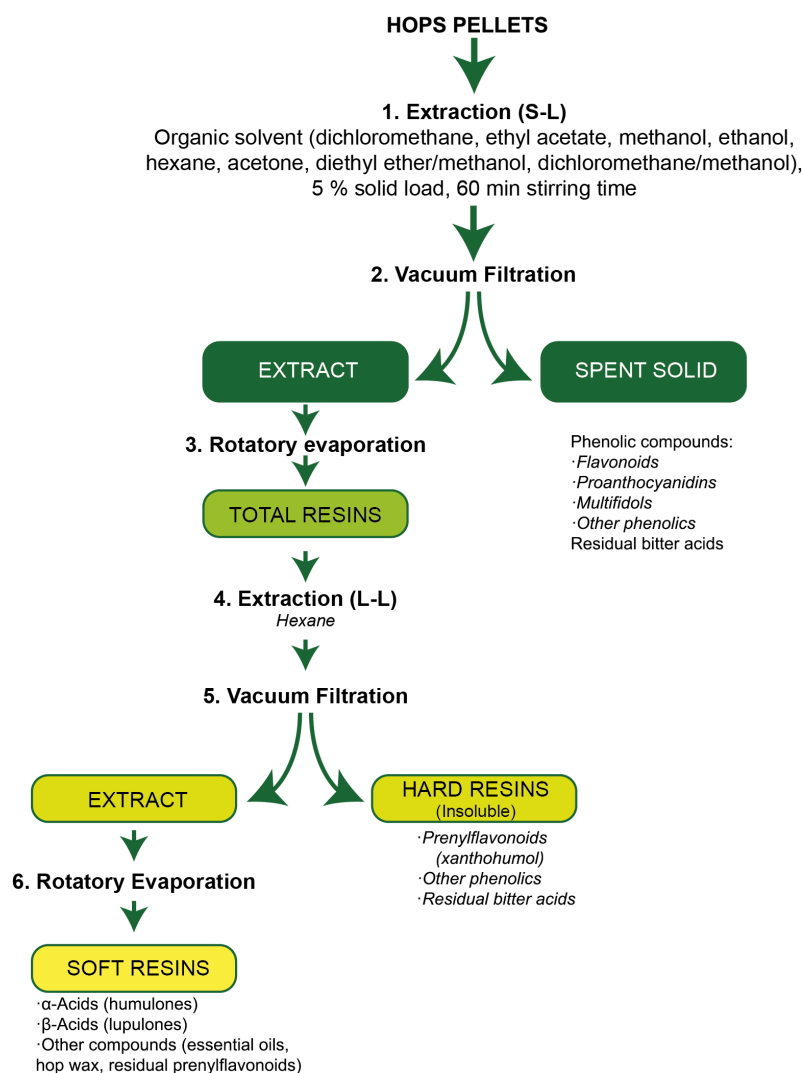 HOPS PELLETS
1. Extraction (S-L)
Organic solvent (dichloromethane, ethyl acetate, methanol, ethanol,
hexane, acetone, diethyl ether/methanol, dichloromethane/methanol),
5 % solid load, 60 min stirring time
2. Vacuum Filtration
EXTRACT
SPENT SOLID
3. Rotatory evaporation
Phenolic compounds:
·Flavonoids
·Proanthocyanidins
·Multifidols
·Other phenolics
Residual bitter acids
TOTAL RESINS
4. Extraction (L-L)
Hexane
5. Vacuum Filtration
EXTRACT
HARD RESINS
(Insoluble)
·Prenylflavonoids
(xanthohumol)
·Other phenolics
·Residual bitter acids
6. Rotatory Evaporation
SOFT RESINS
·α-Acids (humulones)
·β-Acids (lupulones)
·Other compounds (essential oils,
hop wax, residual prenylflavonoids)